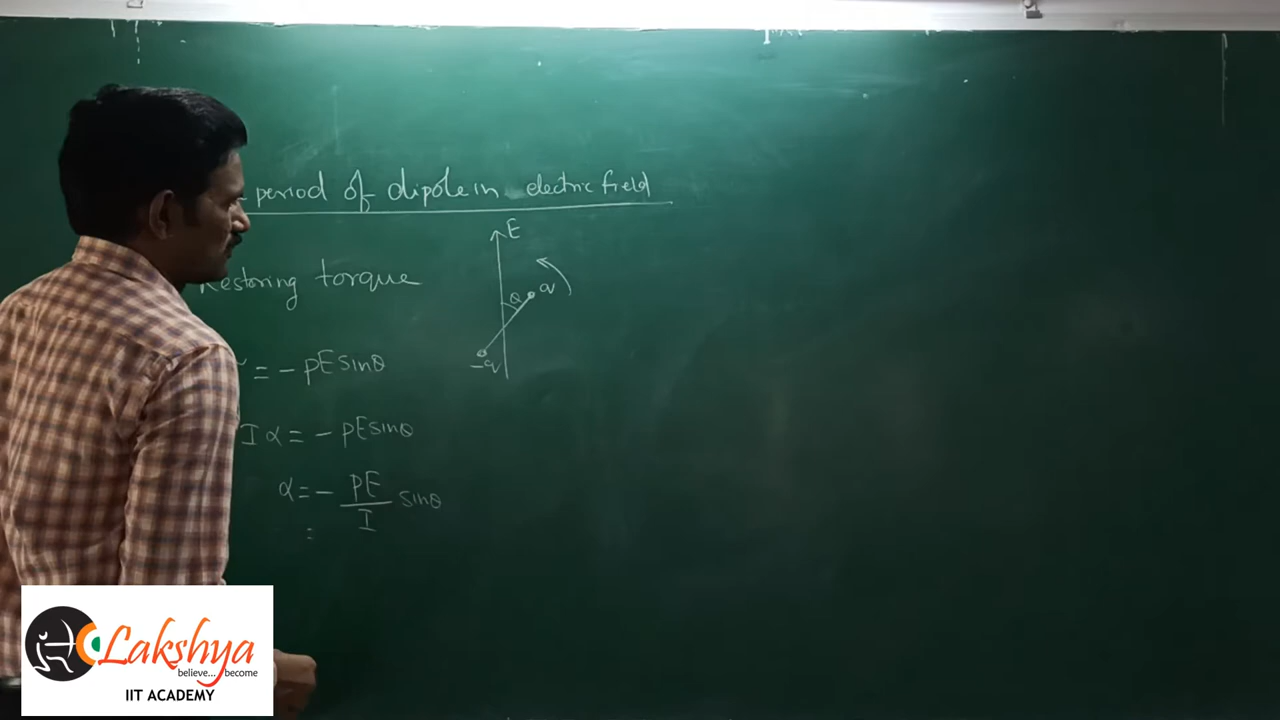 period of dipole in electric field
E
Restoring torque
θ
q
-q
= - pE sinθ
I α = - pE sinθ
α = - pE/I sinθ
=
Lakshya
believe... become
IIT ACADEMY